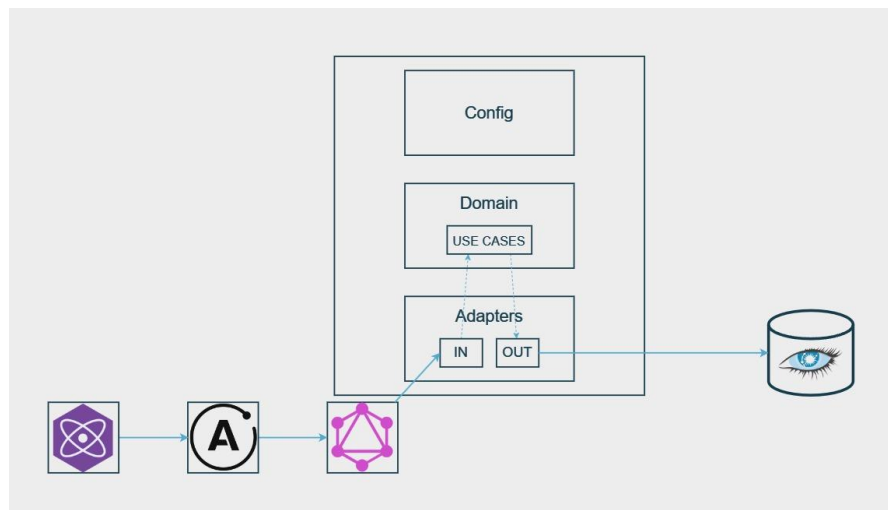 Config
Domain
USE CASES
Adapters
IN
OUT
A